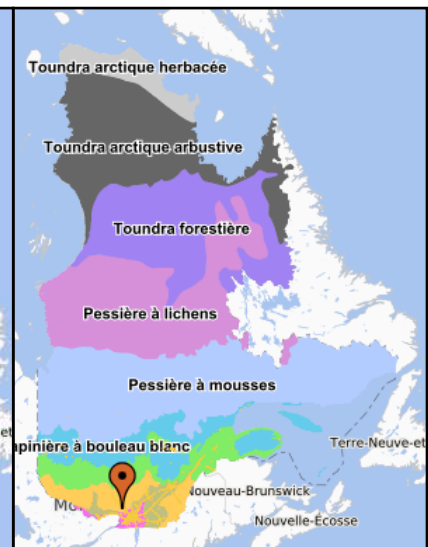 Toundra arctique herbacée
Toundra arctique arbustive
Toundra forestière
Pessière à lichens
Pessière à mousses
apinière à bouleau blanc
Terre-Neuve-et
Nouveau-Brunswick
Nouvelle-Écosse